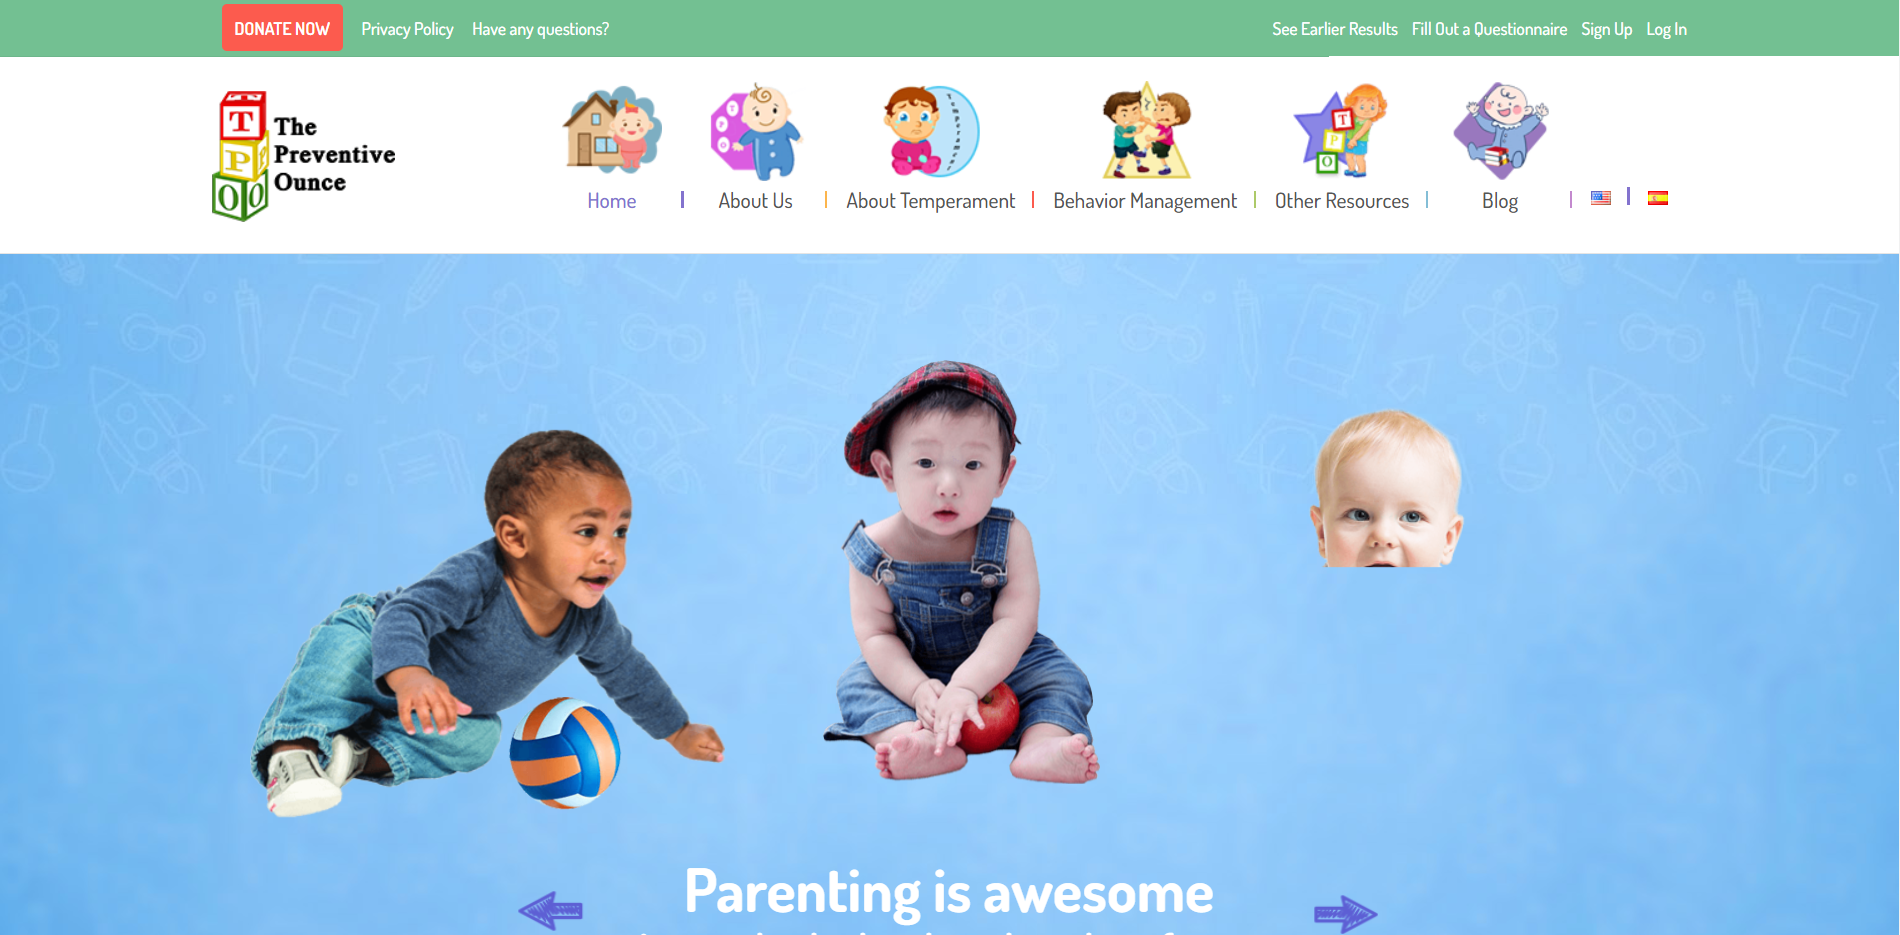 DONATE NOW Privacy Policy Have any questions? See Earlier Results Fill Out a Questionnaire Sign Up Log In
T
P
O
The
Preventive
Ounce
Home About Us About Temperament Behavior Management Other Resources Blog
Parenting is awesome